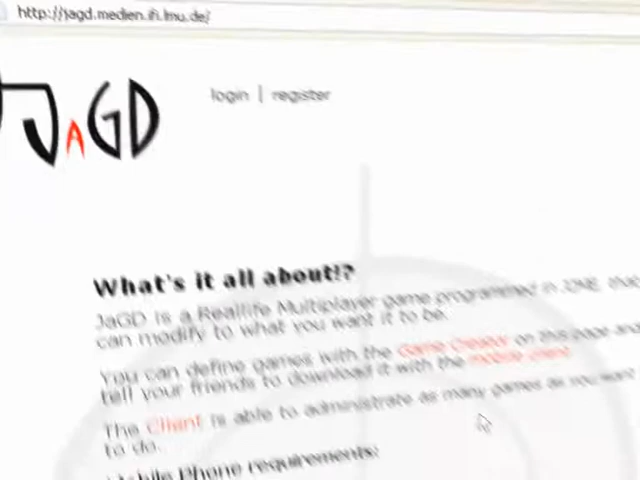 http://jagd.medien.ifi.lmu.de/
JAGD
login | register
What's it all about!?
JaGD is a Reallife Multiplayer game programmed in J2ME, that
can modify to what you want it to be.
You can define games with the Game Creator on this page and
tell your friends to download it with the mobile client.
The Client is able to administrate as many games as you want
to do.
Mobile Phone requirements: